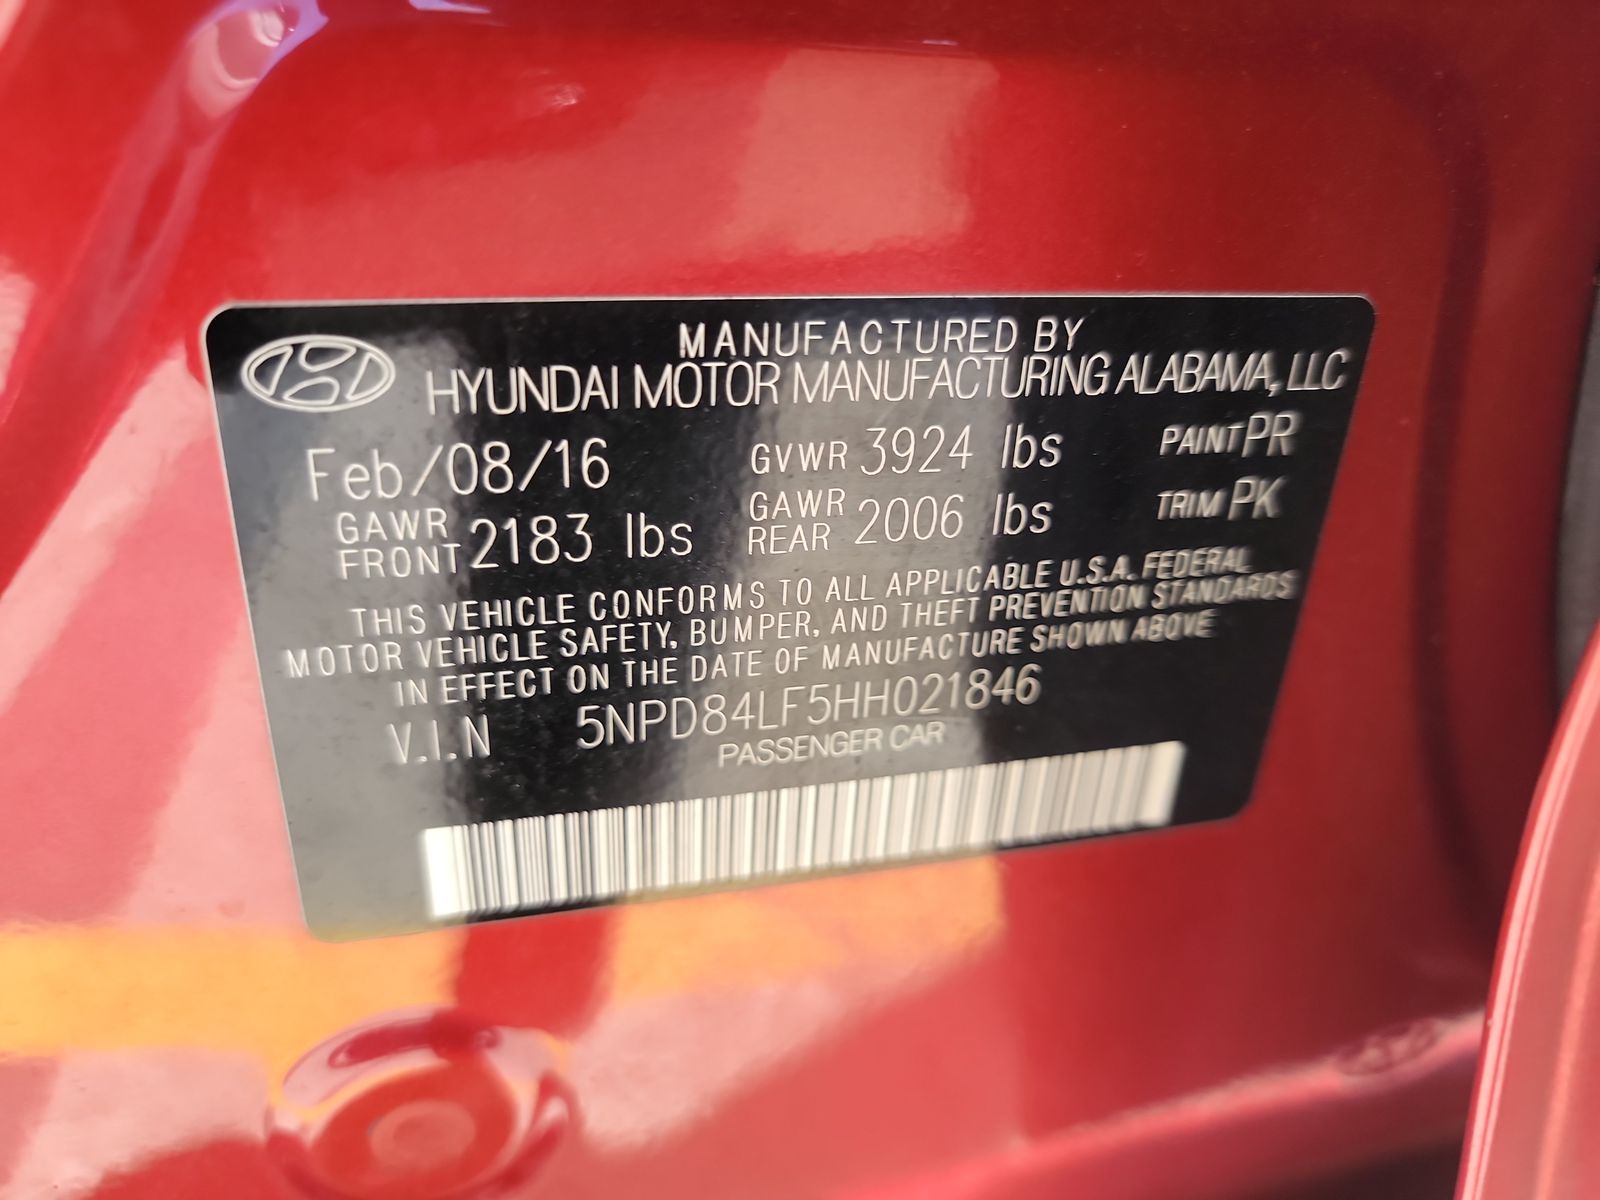 MANUFACTURED BY
HYUNDAI MOTOR MANUFACTURING ALABAMA, LLC
Feb/08/16 GVWR 3924 lbs PAINT PR
GAWR FRONT 2183 lbs GAWR REAR 2006 lbs TRIM PK
THIS VEHICLE CONFORMS TO ALL APPLICABLE U.S.A. FEDERAL
MOTOR VEHICLE SAFETY, BUMPER, AND THEFT PREVENTION STANDARDS
IN EFFECT ON THE DATE OF MANUFACTURE SHOWN ABOVE
V.I.N 5NPD84LF5HH021846
PASSENGER CAR